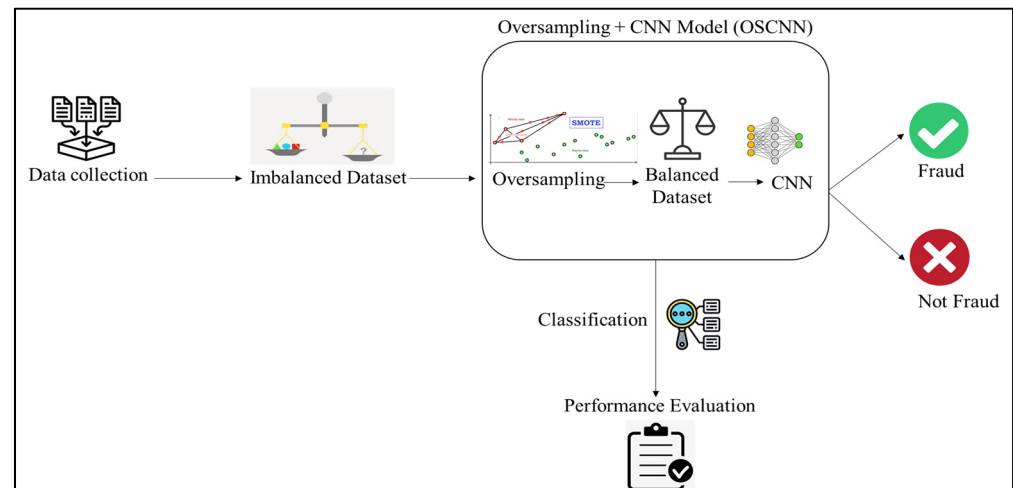 Oversampling + CNN Model (OSCNN)
SMOTE
?
Data collection
Imbalanced Dataset
Oversampling
Balanced
Dataset
CNN
Fraud
Not Fraud
Classification
Performance Evaluation